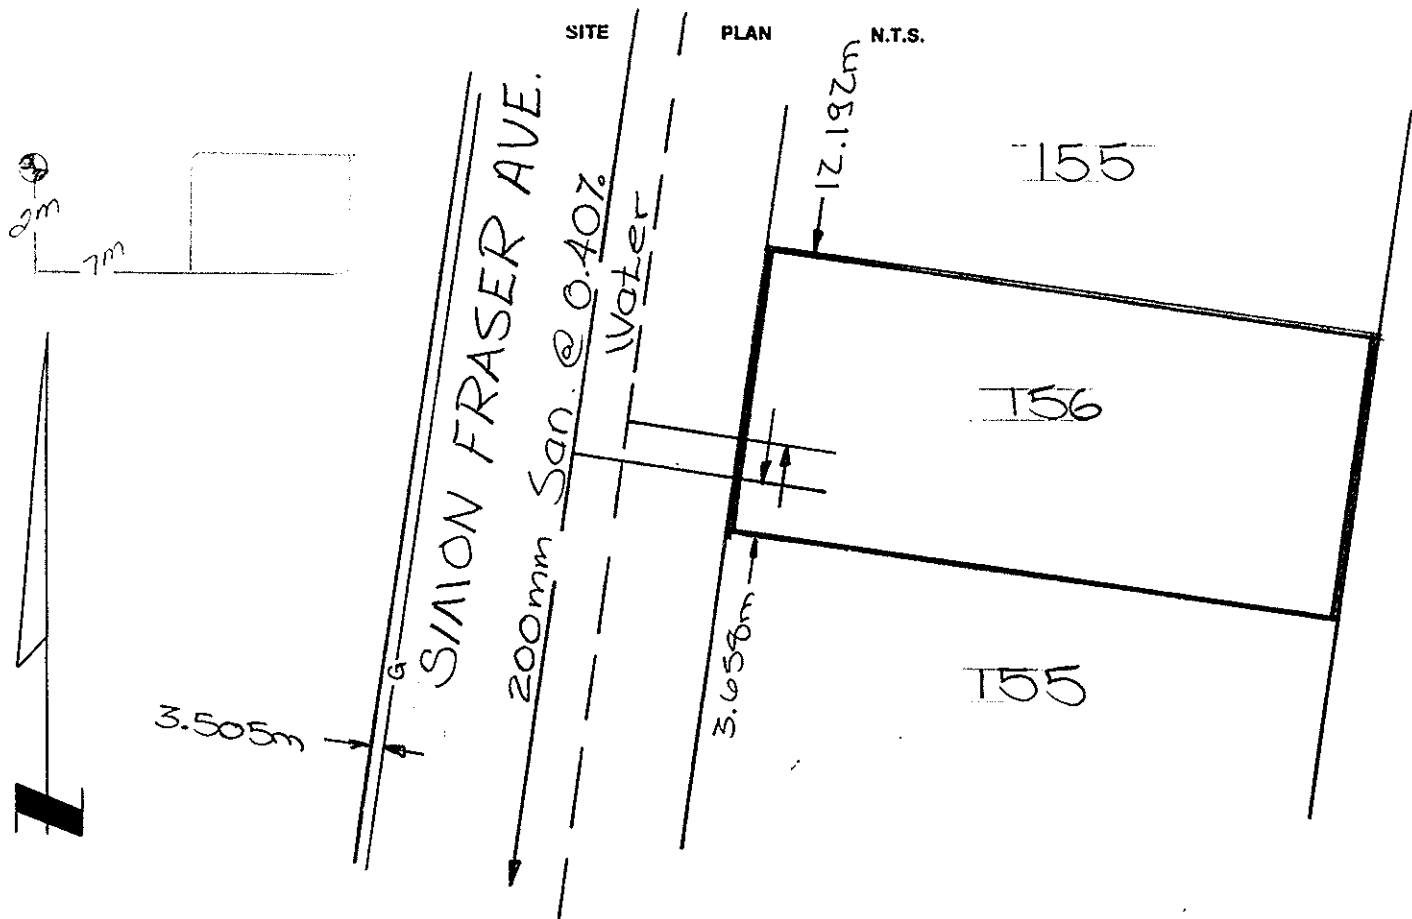 SITE PLAN N.T.S.
12.192m
155
2m
7m
SIMON FRASER AVE.
200mm San. @ 0.40%
Water
156
G
3.505m
3.658m
155